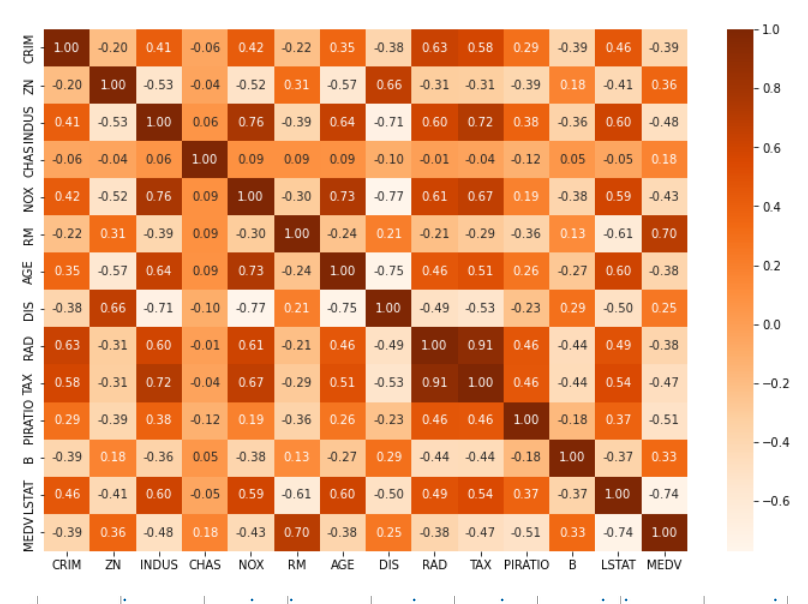 CRIM 1.00 -0.20 0.41 -0.06 0.42 -0.22 0.35 -0.38 0.63 0.58 0.29 -0.39 0.46 -0.39
ZN -0.20 1.00 -0.53 -0.04 -0.52 0.31 -0.57 0.66 -0.31 -0.31 -0.39 0.18 -0.41 0.36
INDUS 0.41 -0.53 1.00 0.06 0.76 -0.39 0.64 -0.71 0.60 0.72 0.38 -0.36 0.60 -0.48
CHAS -0.06 -0.04 0.06 1.00 0.09 0.09 0.09 -0.10 -0.01 -0.04 -0.12 0.05 -0.05 0.18
NOX 0.42 -0.52 0.76 0.09 1.00 -0.30 0.73 -0.77 0.61 0.67 0.19 -0.38 0.59 -0.43
RM -0.22 0.31 -0.39 0.09 -0.30 1.00 -0.24 0.21 -0.21 -0.29 -0.36 0.13 -0.61 0.70
AGE 0.35 -0.57 0.64 0.09 0.73 -0.24 1.00 -0.75 0.46 0.51 0.26 -0.27 0.60 -0.38
DIS -0.38 0.66 -0.71 -0.10 -0.77 0.21 -0.75 1.00 -0.49 -0.53 -0.23 0.29 -0.50 0.25
RAD 0.63 -0.31 0.60 -0.01 0.61 -0.21 0.46 -0.49 1.00 0.91 0.46 -0.44 0.49 -0.38
TAX 0.58 -0.31 0.72 -0.04 0.67 -0.29 0.51 -0.53 0.91 1.00 0.46 -0.44 0.54 -0.47
PIRATIO 0.29 -0.39 0.38 -0.12 0.19 -0.36 0.26 -0.23 0.46 0.46 1.00 -0.18 0.37 -0.51
B -0.39 0.18 -0.36 0.05 -0.38 0.13 -0.27 0.29 -0.44 -0.44 -0.18 1.00 -0.37 0.33
LSTAT 0.46 -0.41 0.60 -0.05 0.59 -0.61 0.60 -0.50 0.49 0.54 0.37 -0.37 1.00 -0.74
MEDV -0.39 0.36 -0.48 0.18 -0.43 0.70 -0.38 0.25 -0.38 -0.47 -0.51 0.33 -0.74 1.00
CRIM ZN INDUS CHAS NOX RM AGE DIS RAD TAX PIRATIO B LSTAT MEDV
1.0
0.8
0.6
0.4
0.2
0.0
−0.2
−0.4
−0.6